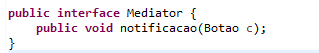 public interface Mediator {
    public void notificacao(Botao c);
}